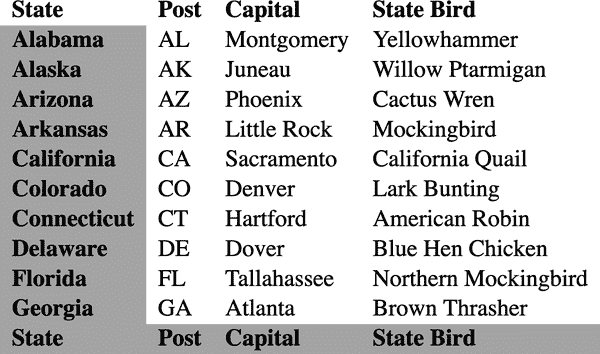 State Post Capital State Bird
Alabama AL Montgomery Yellowhammer
Alaska AK Juneau Willow Ptarmigan
Arizona AZ Phoenix Cactus Wren
Arkansas AR Little Rock Mockingbird
California CA Sacramento California Quail
Colorado CO Denver Lark Bunting
Connecticut CT Hartford American Robin
Delaware DE Dover Blue Hen Chicken
Florida FL Tallahassee Northern Mockingbird
Georgia GA Atlanta Brown Thrasher
State Post Capital State Bird